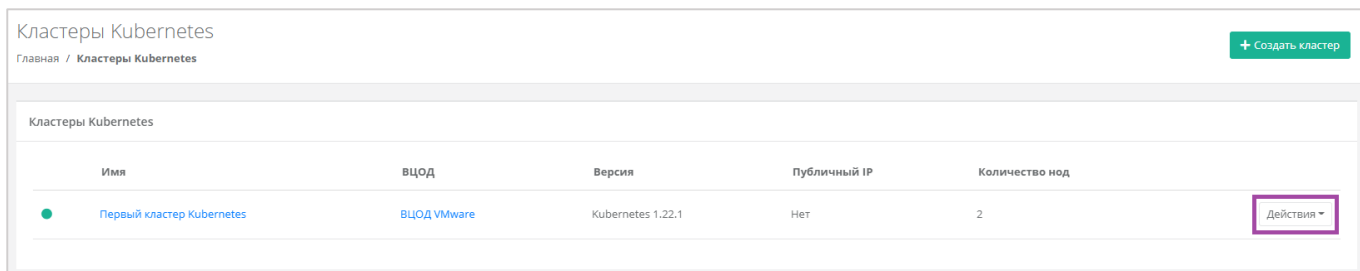 Кластеры Kubernetes
+ Создать кластер
Главная / Кластеры Kubernetes
Кластеры Kubernetes
Имя ВЦОД Версия Публичный IP Количество нод
Первый кластер Kubernetes ВЦОД VMware Kubernetes 1.22.1 Нет 2 Действия